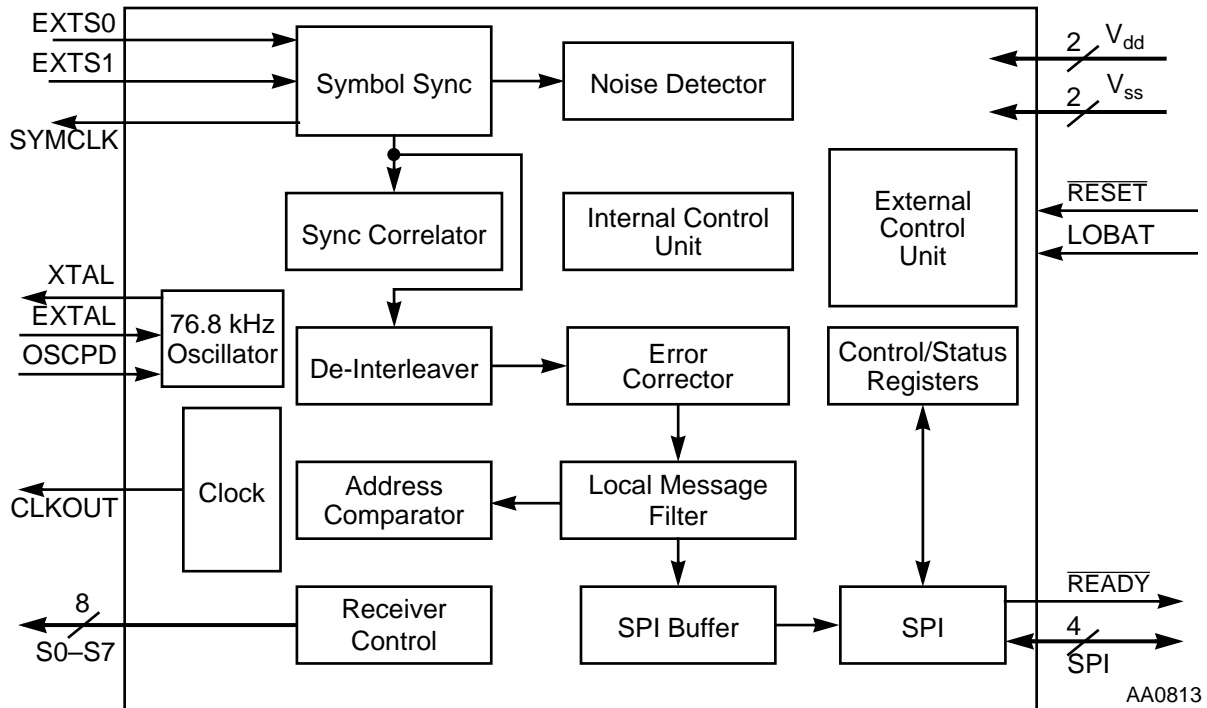 EXTS0
EXTS1
SYMCLK
Symbol Sync
Noise Detector
2 Vdd
2 Vss
Sync Correlator
Internal Control
Unit
External
Control
Unit
RESET
LOBAT
XTAL
EXTAL
OSCPD
76.8 kHz
Oscillator
De-Interleaver
Error
Corrector
Control/Status
Registers
CLKOUT
Clock
Address
Comparator
Local Message
Filter
8
S0–S7
Receiver
Control
SPI Buffer
SPI
READY
4
SPI
AA0813